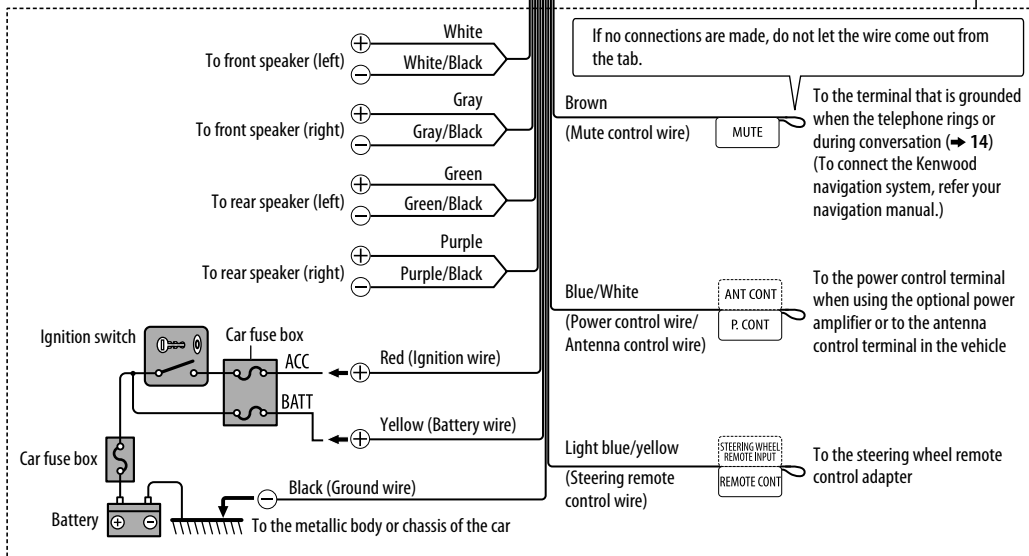 White
To front speaker (left)
White/Black
Gray
To front speaker (right)
Gray/Black
Green
To rear speaker (left)
Green/Black
Purple
To rear speaker (right)
Purple/Black
Ignition switch
Car fuse box
ACC
Red (Ignition wire)
BATT
Yellow (Battery wire)
Car fuse box
Black (Ground wire)
Battery
To the metallic body or chassis of the car
If no connections are made, do not let the wire come out from
the tab.
Brown
(Mute control wire)
MUTE
To the terminal that is grounded
when the telephone rings or
during conversation (➜ 14)
(To connect the Kenwood
navigation system, refer your
navigation manual.)
Blue/White
(Power control wire/
Antenna control wire)
ANT CONT
P. CONT
To the power control terminal
when using the optional power
amplifier or to the antenna
control terminal in the vehicle
Light blue/yellow
(Steering remote
control wire)
STEERING WHEEL
REMOTE INPUT
REMOTE CONT
To the steering wheel remote
control adapter